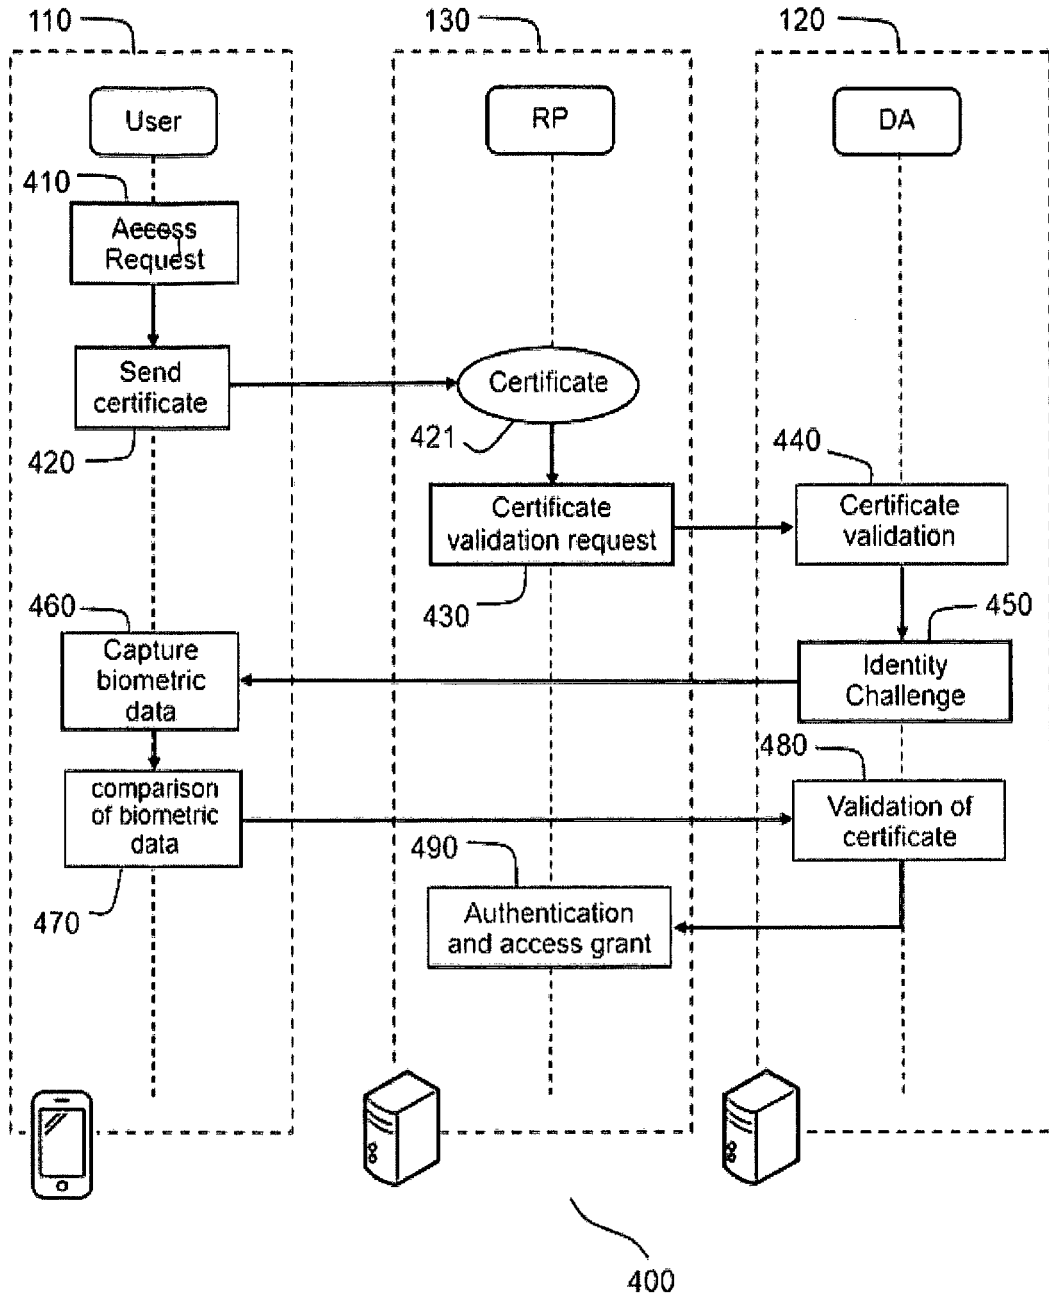 110
130
120
User
RP
DA
410
Access
Request
Send
certificate
Certificate
420
421
440
Certificate
validation request
Certificate
validation
430
460
450
Capture
biometric
data
Identity
Challenge
480
comparison
of biometric
data
Validation of
certificate
490
470
Authentication
and access grant
400